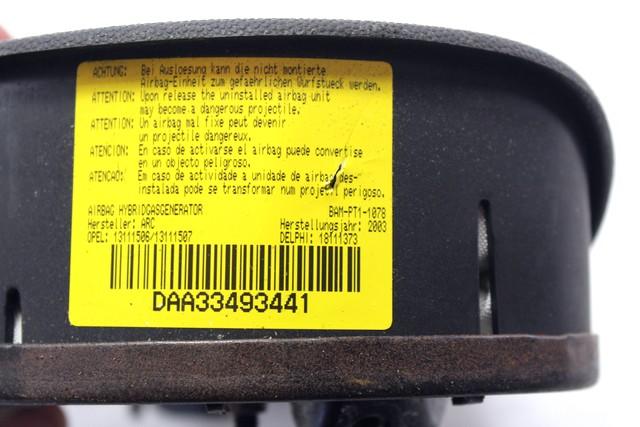 ACHTUNG: Bei Ausloesung kann die nicht montierte
Airbag-Einheit zum gefaehrlichen Wurfstueck werden.
ATTENTION: Upon release the uninstalled airbag unit
may become a dangerous projectile.
ATTENTION: Un airbag mal fixe peut devenir
un projectile dangereux.
ATENCION: En caso de activarse el airbag puede convertise
en un objecto peligroso.
ATENCAO: Em casao de actividade a unidade de airbag des-
instalada pode se transformar num perigoso.
AIRBAG HYBRIDGASGENERATOR BAM-PT1-1078
Hersteller: ARC Herstellungsjahr: 2003
OPEL: 13111506/13111507 DELPHI: 18111373
DAA33493441